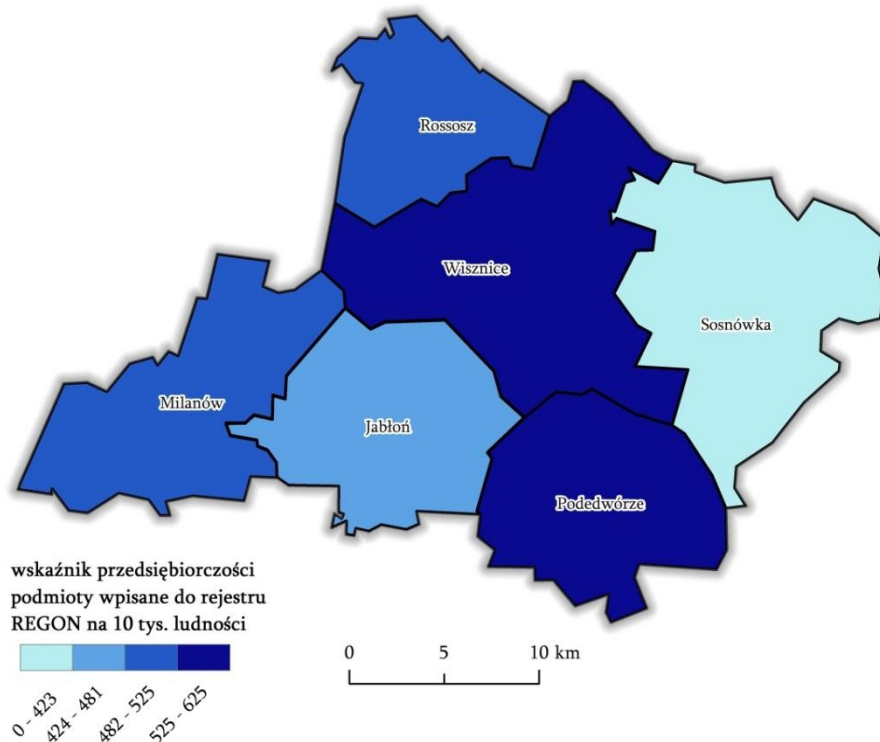 Rossosz
Wisznice
Sosnówka
Milanów
Jabłoń
Podedwórze
wskaźnik przedsiębiorczości
podmioty wpisane do rejestru
REGON na 10 tys. ludności
0 - 423
424 - 481
482 - 525
525 - 625
0 5 10 km